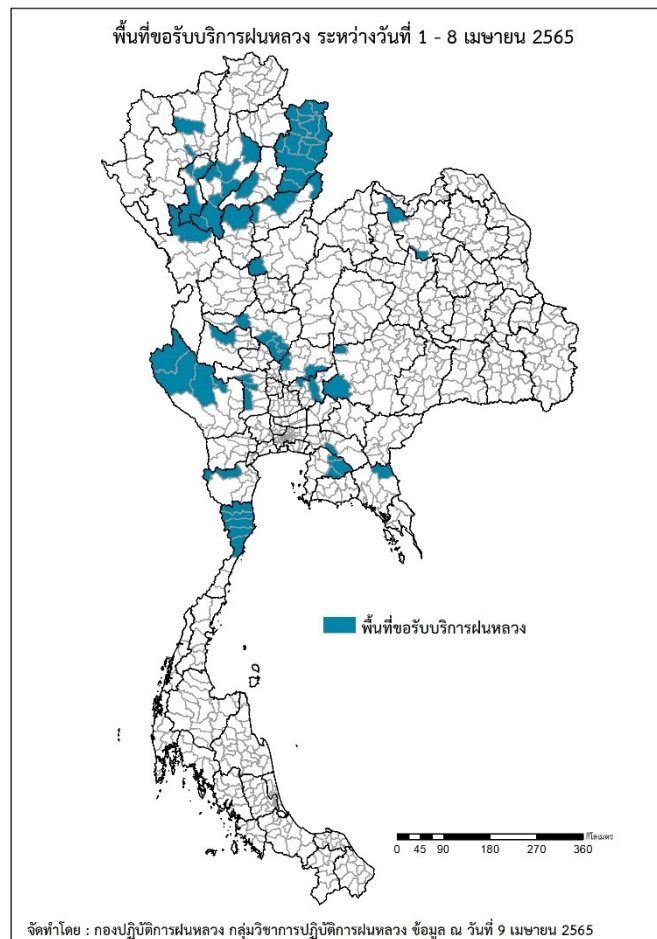 พื้นที่ขอรับบริการฝนหลวง ระหว่างวันที่ 1 - 8 เมษายน 2565
พื้นที่ขอรับบริการฝนหลวง
กิโลเมตร
0 45 90 180 270 360
จัดทำโดย : กองปฏิบัติการฝนหลวง กลุ่มวิชาการปฏิบัติการฝนหลวง ข้อมูล ณ วันที่ 9 เมษายน 2565